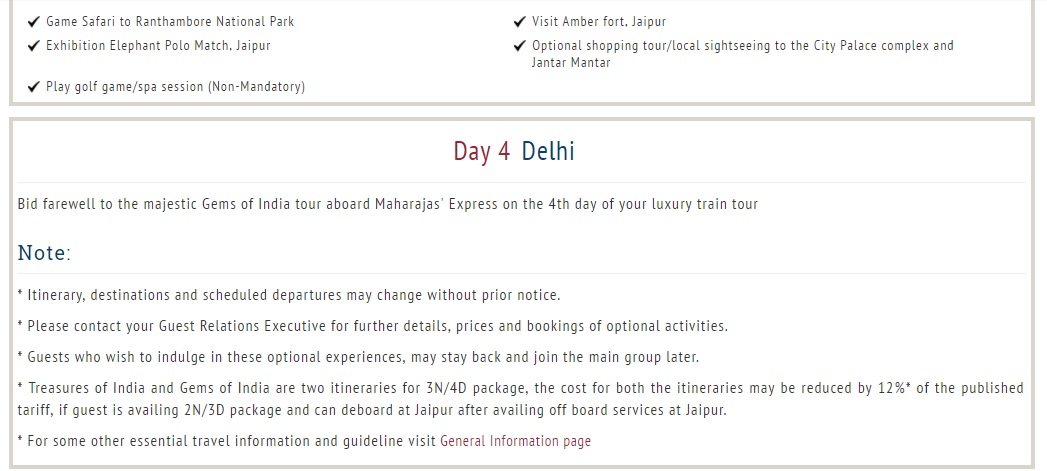 ✔ Game Safari to Ranthambore National Park
✔ Visit Amber fort, Jaipur
✔ Exhibition Elephant Polo Match, Jaipur
✔ Optional shopping tour/local sightseeing to the City Palace complex and
Jantar Mantar
✔ Play golf game/spa session (Non-Mandatory)
Day 4 Delhi
Bid farewell to the majestic Gems of India tour aboard Maharajas' Express on the 4th day of your luxury train tour
Note:
* Itinerary, destinations and scheduled departures may change without prior notice.
* Please contact your Guest Relations Executive for further details, prices and bookings of optional activities.
* Guests who wish to indulge in these optional experiences, may stay back and join the main group later.
* Treasures of India and Gems of India are two itineraries for 3N/4D package, the cost for both the itineraries may be reduced by 12%* of the published
tariff, if guest is availing 2N/3D package and can deboard at Jaipur after availing off board services at Jaipur.
* For some other essential travel information and guideline visit General Information page